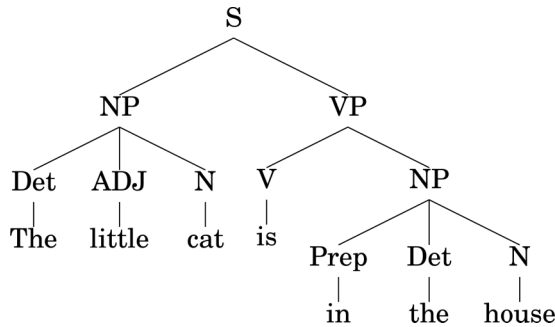 S
NP VP
Det ADJ N V NP
The little cat is
Prep Det N
in the house